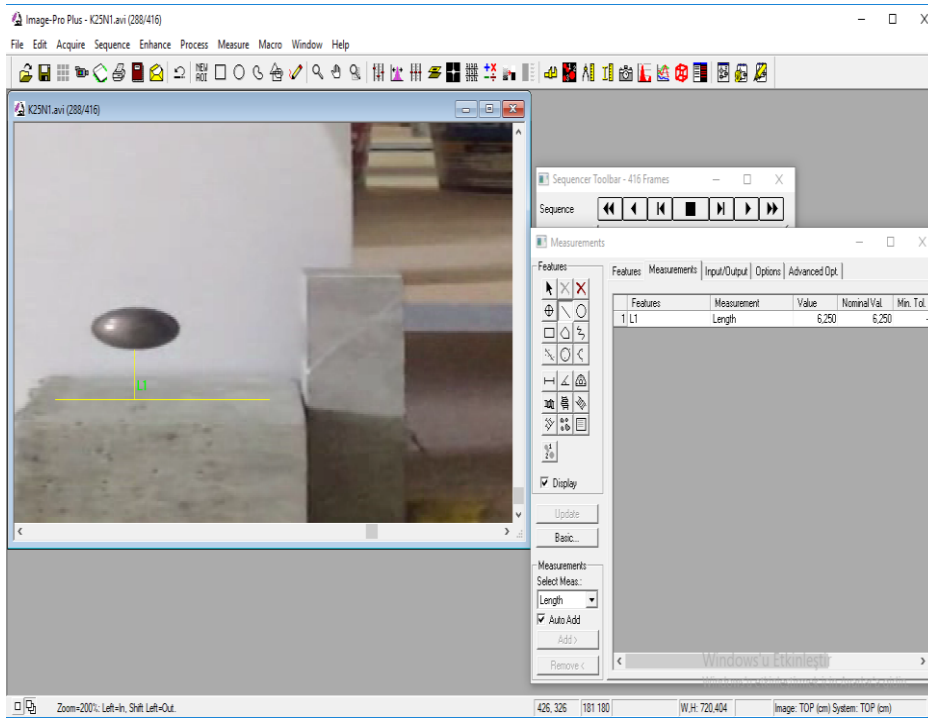 Image-Pro Plus - K25N1.avi (288/416)
File Edit Acquire Sequence Enhance Process Measure Macro Window Help
NEW AOI
K25N1.avi (288/416)
L1
Sequencer Toolbar - 416 Frames
Sequence
Measurements
Features
Features Measurements Input/Output Options Advanced Opt.
Features Measurement Value Nominal Val. Min. Tol.
1 L1 Length 6,250 6,250
Display
Update
Basic...
Measurements
Select Meas.:
Length
Auto Add
Add >
Remove <
Windows'u Etkinleştir
Zoom=200%: Left=In, Shift Left=Out. 426, 326 181 180 W,H: 720,404 Image: TOP (cm) System: TOP (cm)